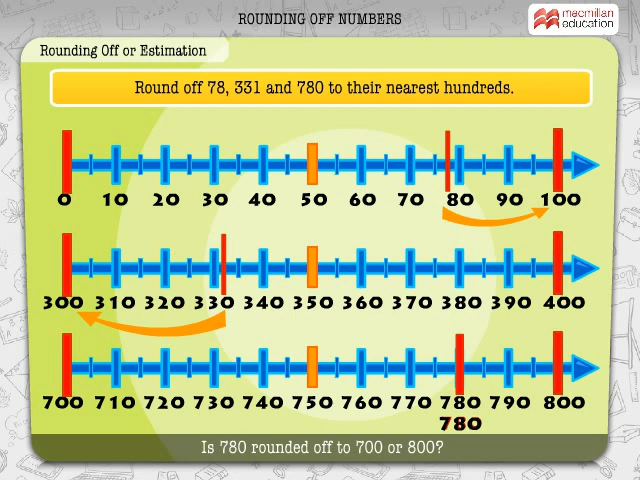 ROUNDING OFF NUMBERS
macmillan
education
Rounding Off or Estimation
Round off 78, 331 and 780 to their nearest hundreds.
0 10 20 30 40 50 60 70 80 90 100
300 310 320 330 340 350 360 370 380 390 400
700 710 720 730 740 750 760 770 780 790 800
780
Is 780 rounded off to 700 or 800?